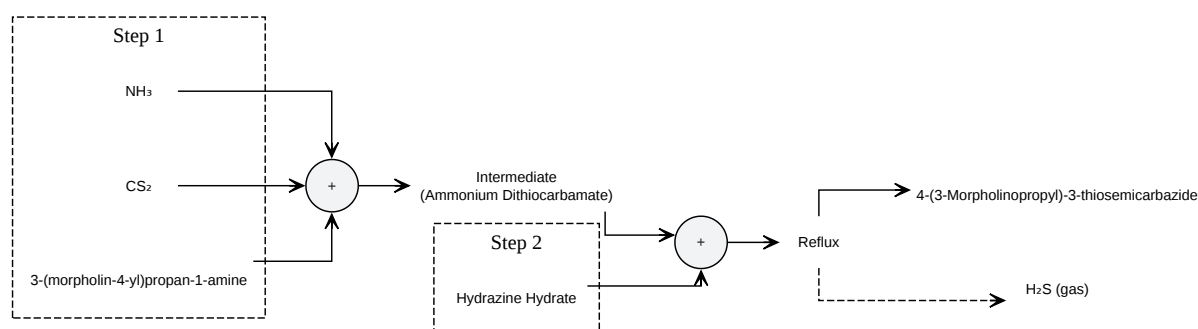 Step 1
NH₃
CS₂
3-(morpholin-4-yl)propan-1-amine
+
Intermediate
(Ammonium Dithiocarbamate)
Step 2
Hydrazine Hydrate
+
Reflux
4-(3-Morpholinopropyl)-3-thiosemicarbazide
H₂S (gas)